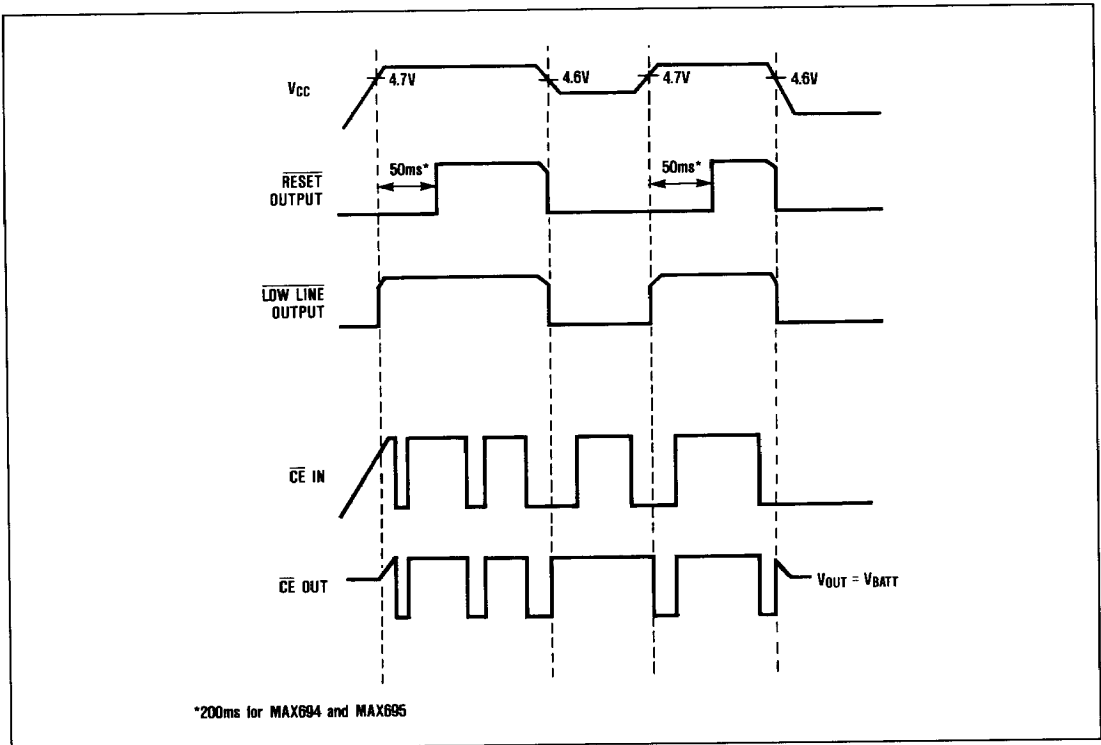 4.7V
4.6V
4.7V
4.6V
VCC
50ms*
50ms*
RESET
OUTPUT
LOW LINE
OUTPUT
CE IN
CE OUT
VOUT = VBATT
*200ms for MAX694 and MAX695